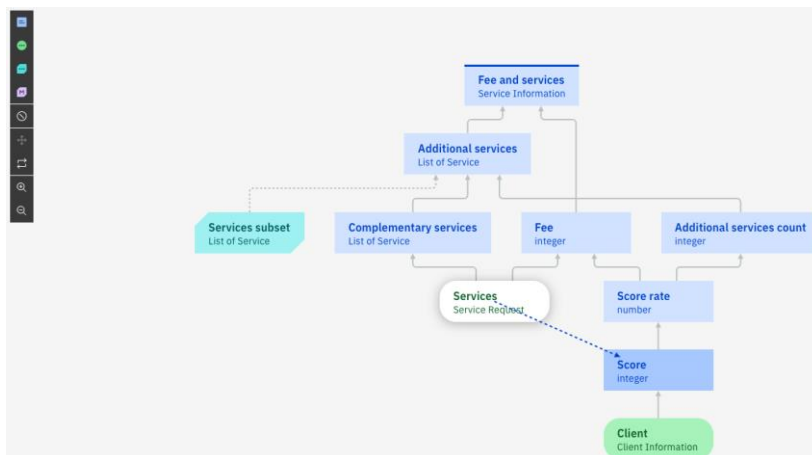 Fee and services
Service Information
Additional services
List of Service
Services subset
List of Service
Complementary services
List of Service
Fee
integer
Additional services count
integer
Services
Service Request
Score rate
number
Score
integer
Client
Client Information